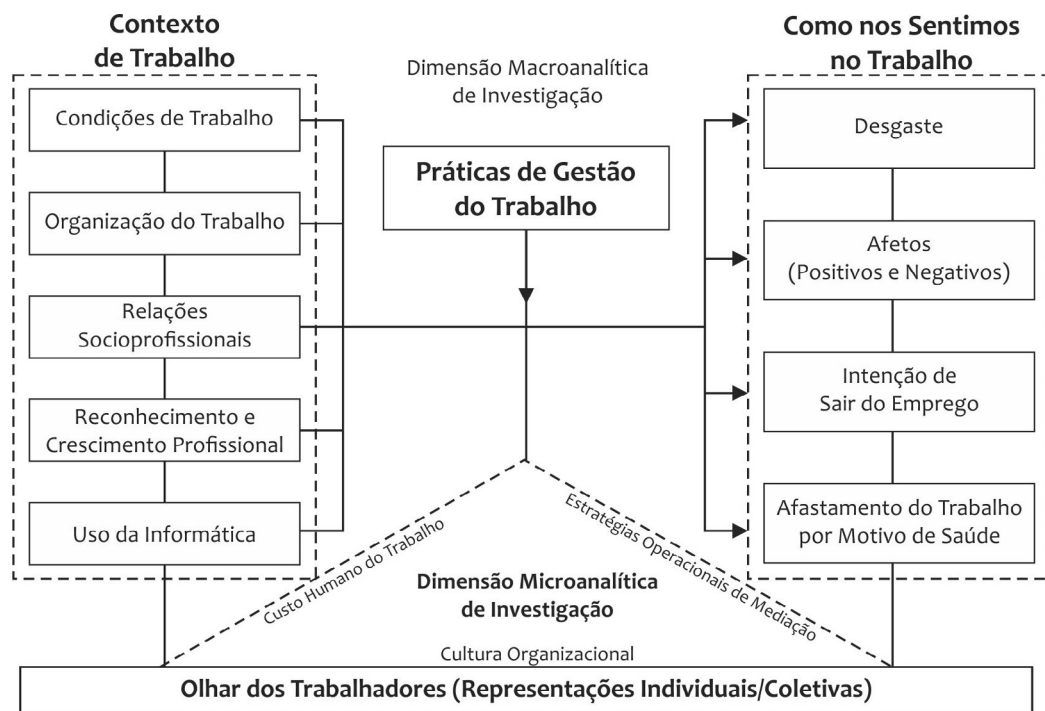 Contexto
de Trabalho
Condições de Trabalho
Organização do Trabalho
Relações
Socioprofissionais
Reconhecimento e
Crescimento Profissional
Uso da Informática
Dimensão Macroanalítica
de Investigação
Práticas de Gestão
do Trabalho
Como nos Sentimos
no Trabalho
Desgaste
Afetos
(Positivos e Negativos)
Intenção de
Sair do Emprego
Afastamento do Trabalho
por Motivo de Saúde
Custo Humano do Trabalho
Estratégias Operacionais de Mediação
Dimensão Microanalítica
de Investigação
Cultura Organizacional
Olhar dos Trabalhadores (Representações Individuais/Coletivas)